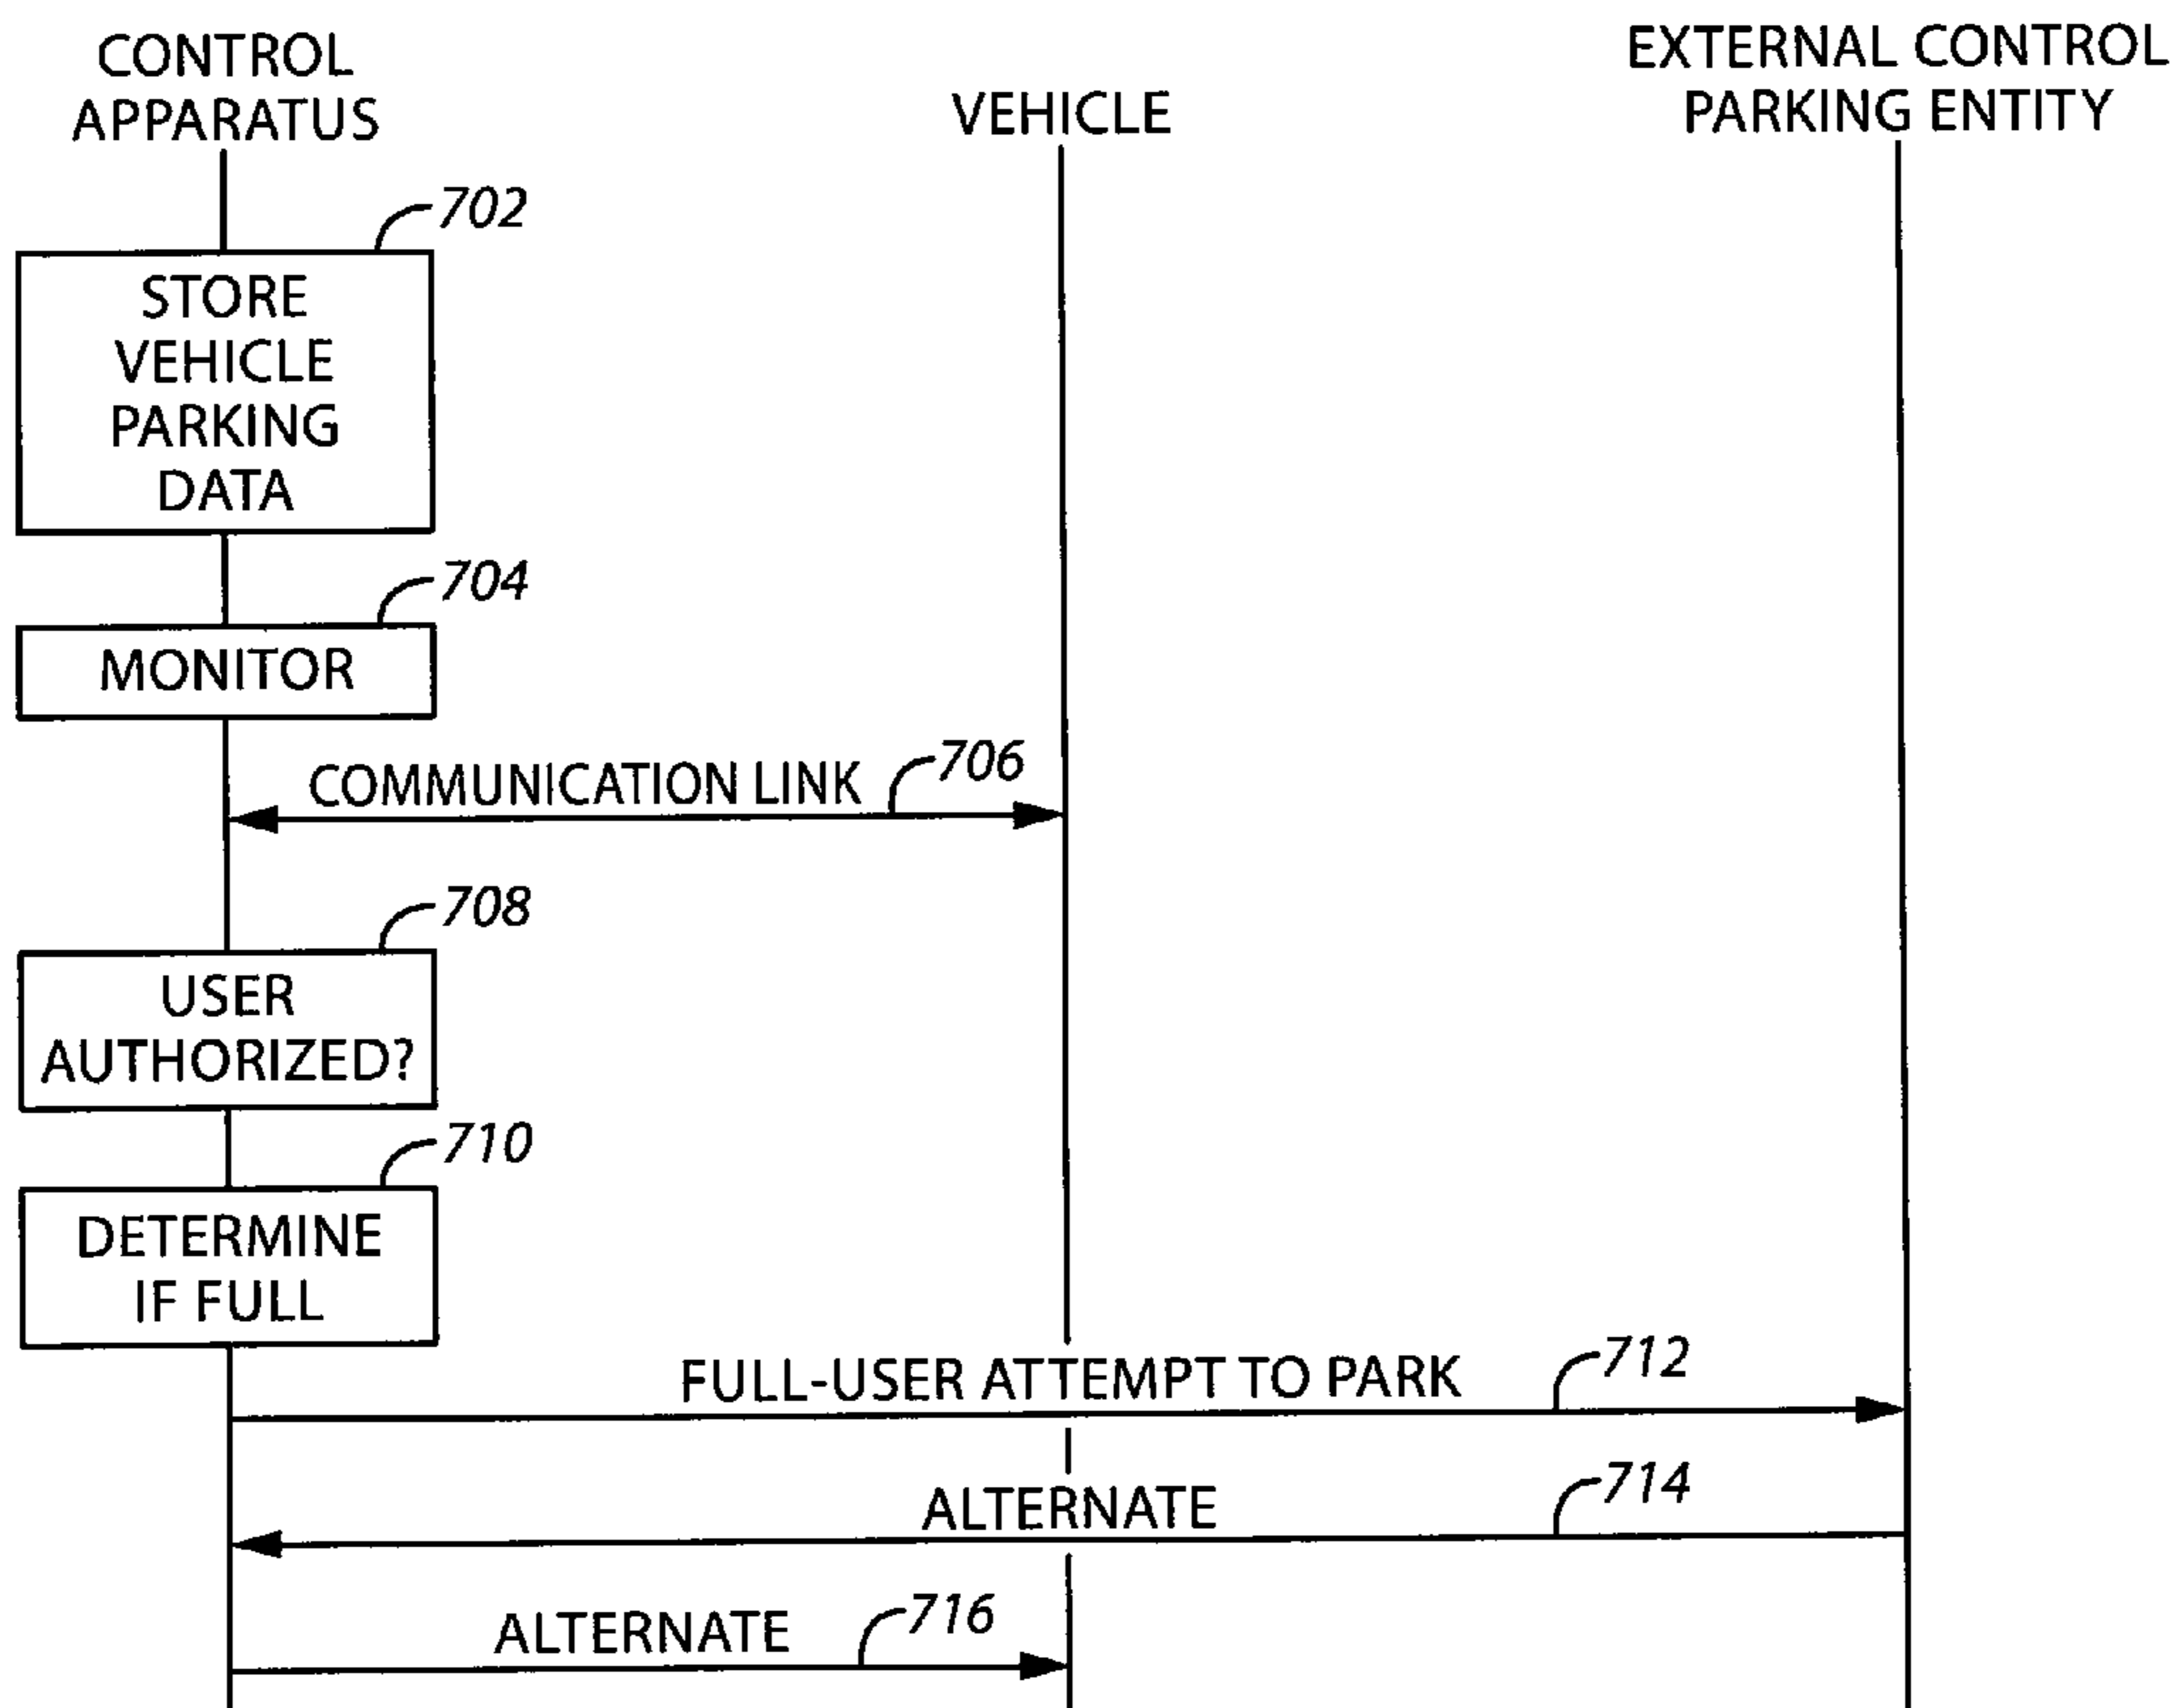 CONTROL
APPARATUS
VEHICLE
EXTERNAL CONTROL
PARKING ENTITY
702
STORE
VEHICLE
PARKING
DATA
704
MONITOR
COMMUNICATION LINK
706
708
USER
AUTHORIZED?
710
DETERMINE
IF FULL
FULL-USER ATTEMPT TO PARK
712
ALTERNATE
714
ALTERNATE
716